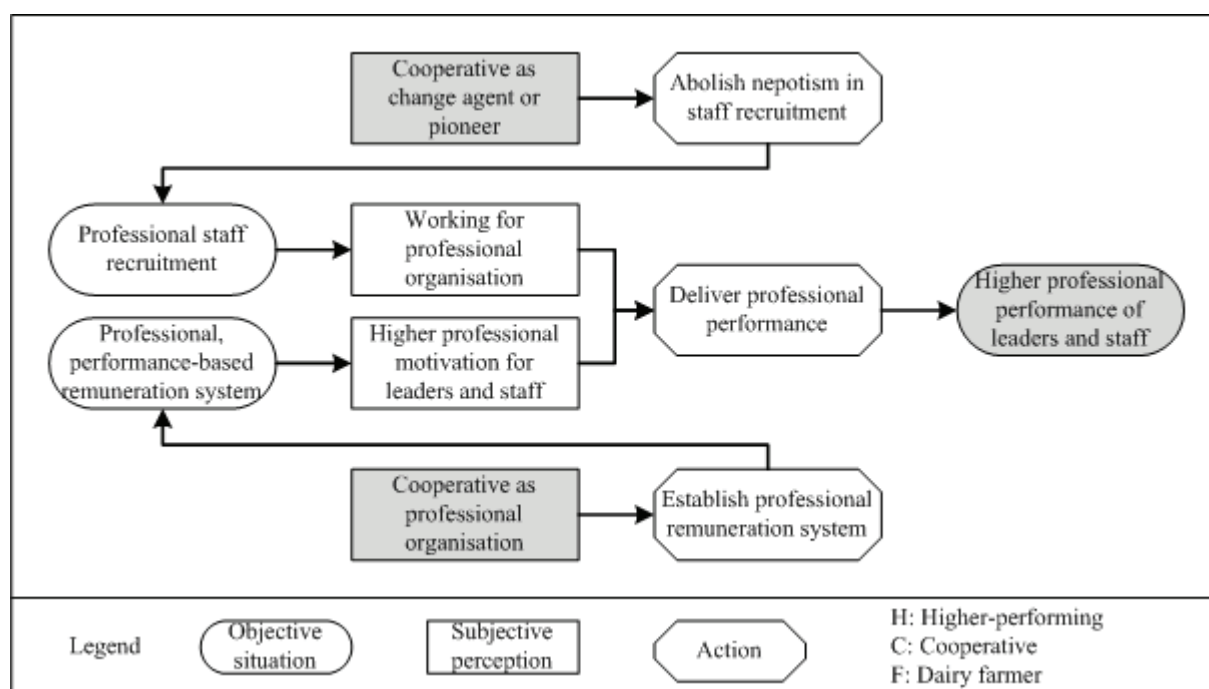 Cooperative as
change agent or
pioneer
Abolish nepotism in
staff recruitment
Professional staff
recruitment
Working for
professional
organisation
Deliver professional
performance
Higher professional
performance of
leaders and staff
Professional,
performance-based
remuneration system
Higher professional
motivation for
leaders and staff
Cooperative as
professional
organisation
Establish professional
remuneration system
Legend
Objective
situation
Subjective
perception
Action
H: Higher-performing
C: Cooperative
F: Dairy farmer